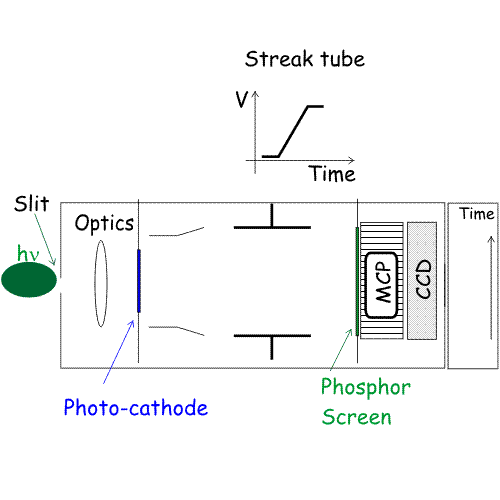 Streak tube
V
Time
Slit
Optics
Time
hν
MCP
CCD
Photo-cathode
Phosphor
Screen